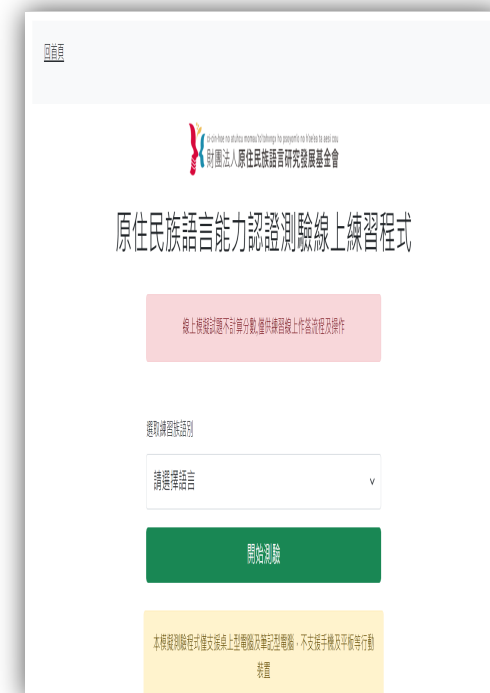 回首頁
財團法人原住民族語言研究發展基金會
原住民族語言能力認證測驗線上練習程式
線上模擬試題不計算分數,僅供練習線上作答流程及操作
選取練習族語別
請選擇語言
開始測驗
本模擬測驗程式僅支援桌上型電腦及筆記型電腦，不支援手機及平板等行動
裝置